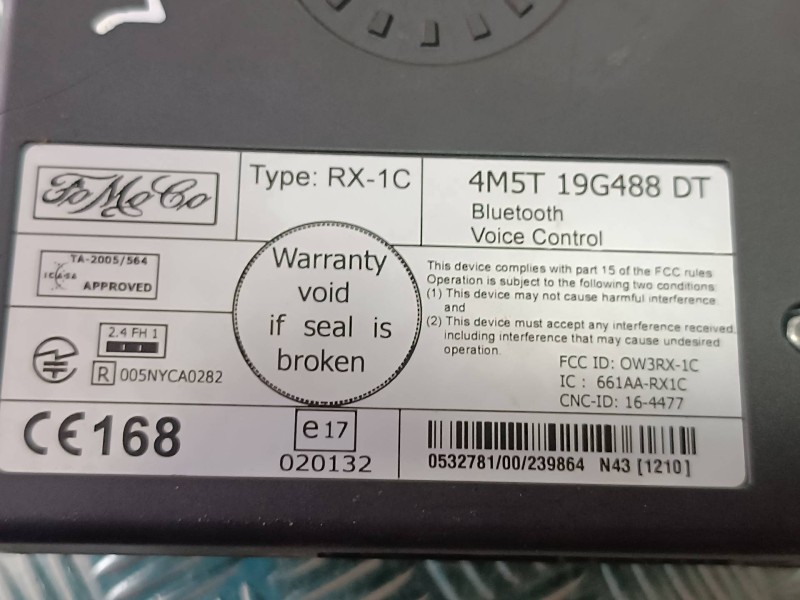 FoMoCo
Type: RX-1C
4M5T 19G488 DT
Bluetooth
Voice Control
TA-2005/564
ICASA
APPROVED
Warranty
void
if seal is
broken
This device complies with part 15 of the FCC rules
Operation is subject to the following two conditions:
(1) This device may not cause harmful interference
and
(2) This device must accept any interference received,
including interference that may cause undesired
operation.
2.4 FH 1
R 005NYCA0282
FCC ID: OW3RX-1C
IC : 661AA-RX1C
CNC-ID: 16-4477
CE168
e17
020132
0532781/00/239864 N43 [1210]